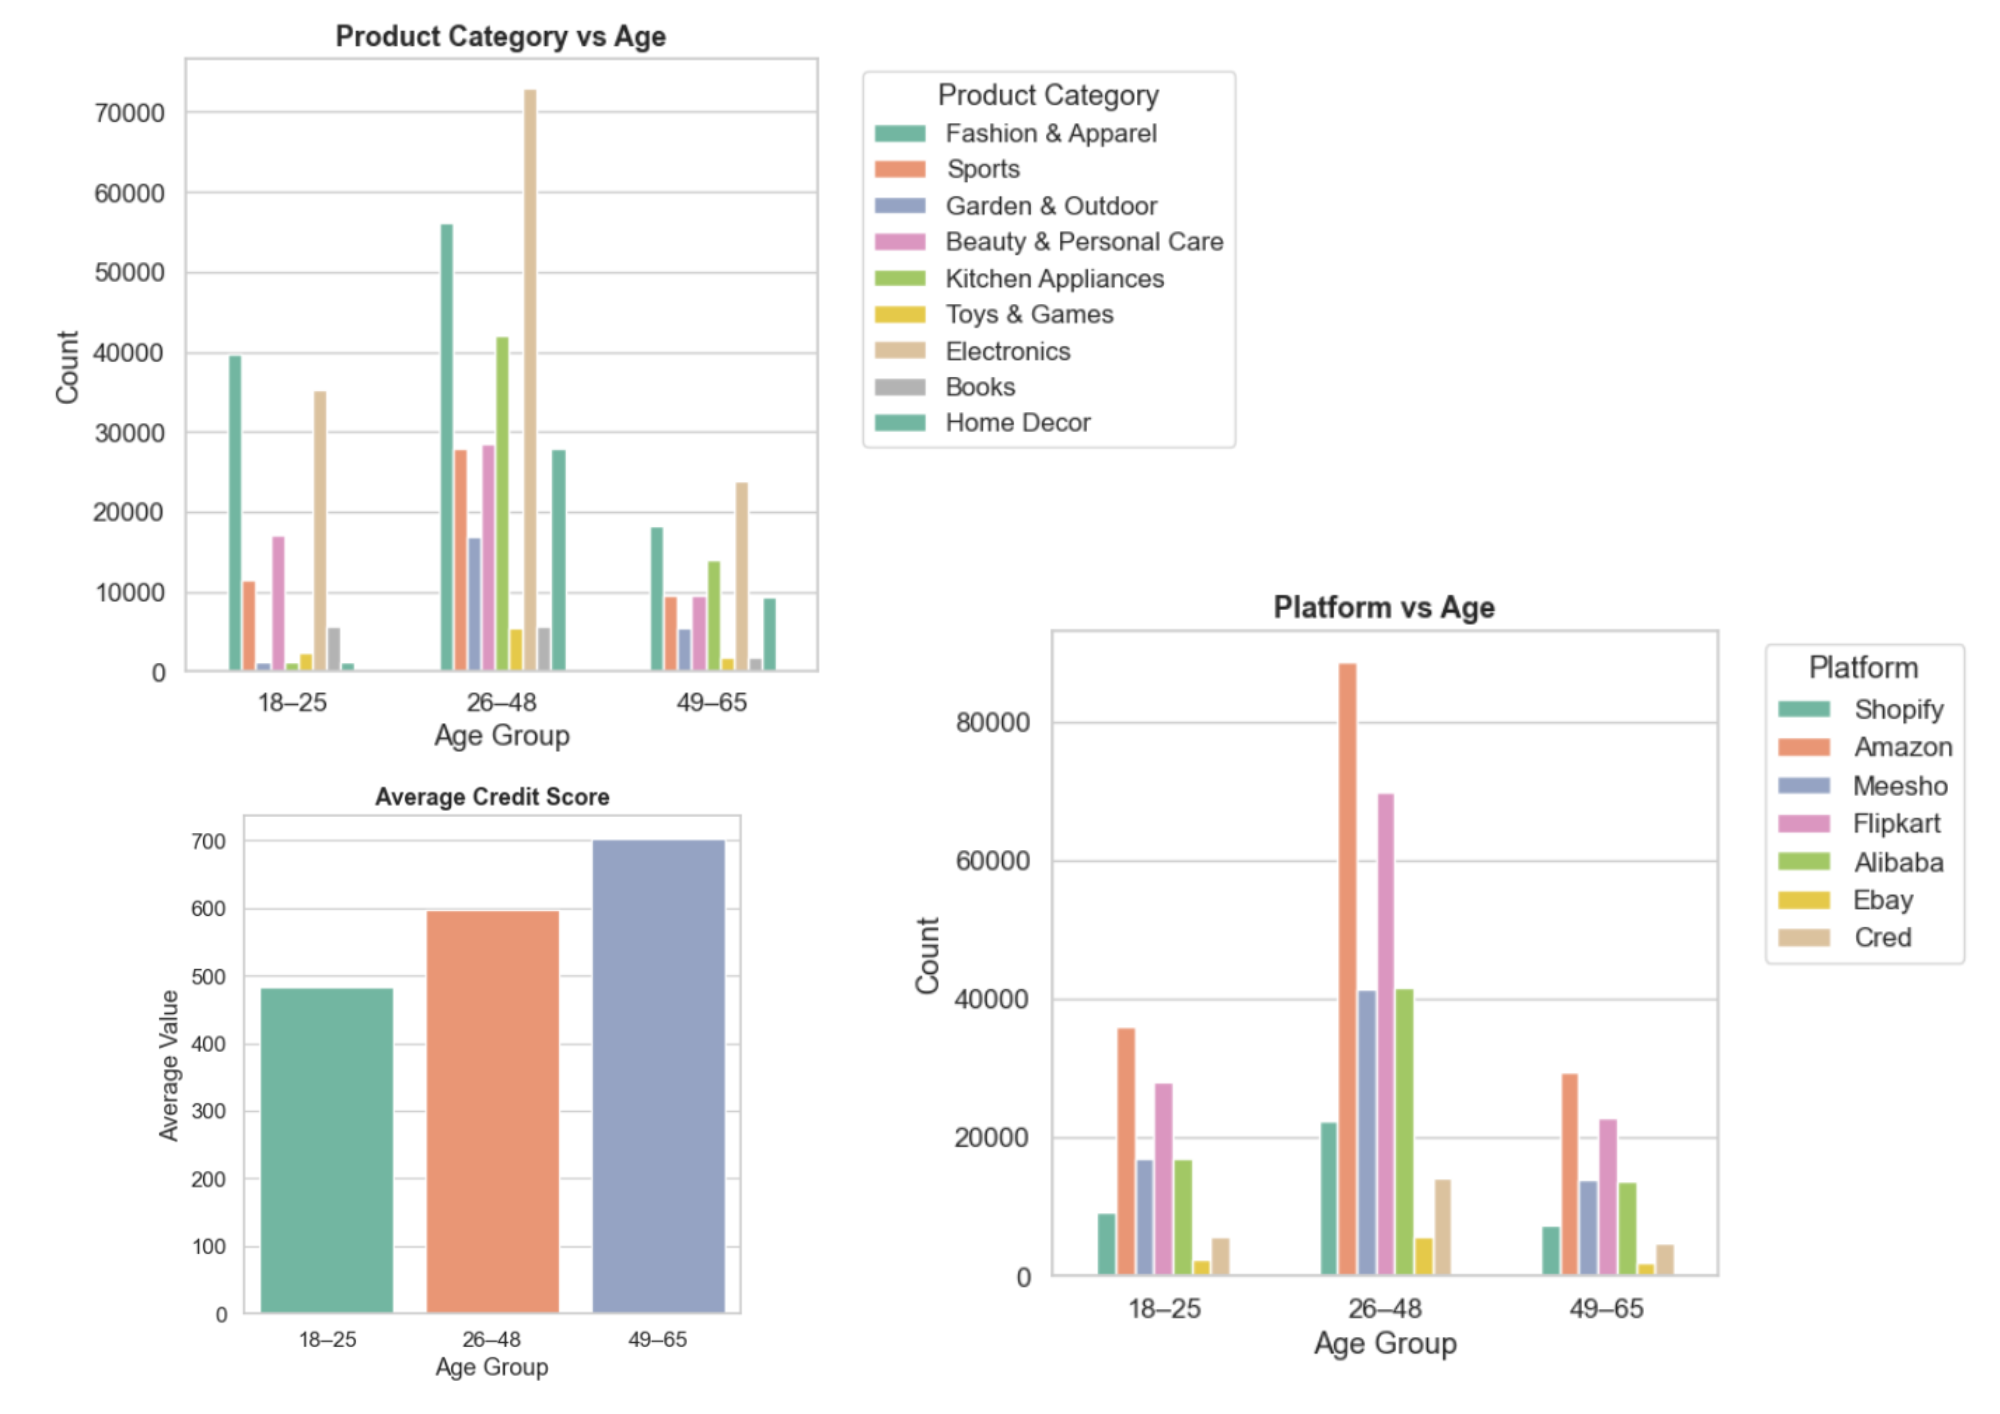 Product Category vs Age
70000
60000
50000
40000
30000
20000
10000
0
Count
18–25 26–48 49–65
Age Group
Product Category
Fashion & Apparel
Sports
Garden & Outdoor
Beauty & Personal Care
Kitchen Appliances
Toys & Games
Electronics
Books
Home Decor
Average Credit Score
700
600
500
400
300
200
100
0
Average Value
18–25 26–48 49–65
Age Group
Platform vs Age
80000
60000
40000
20000
0
Count
18–25 26–48 49–65
Age Group
Platform
Shopify
Amazon
Meesho
Flipkart
Alibaba
Ebay
Cred